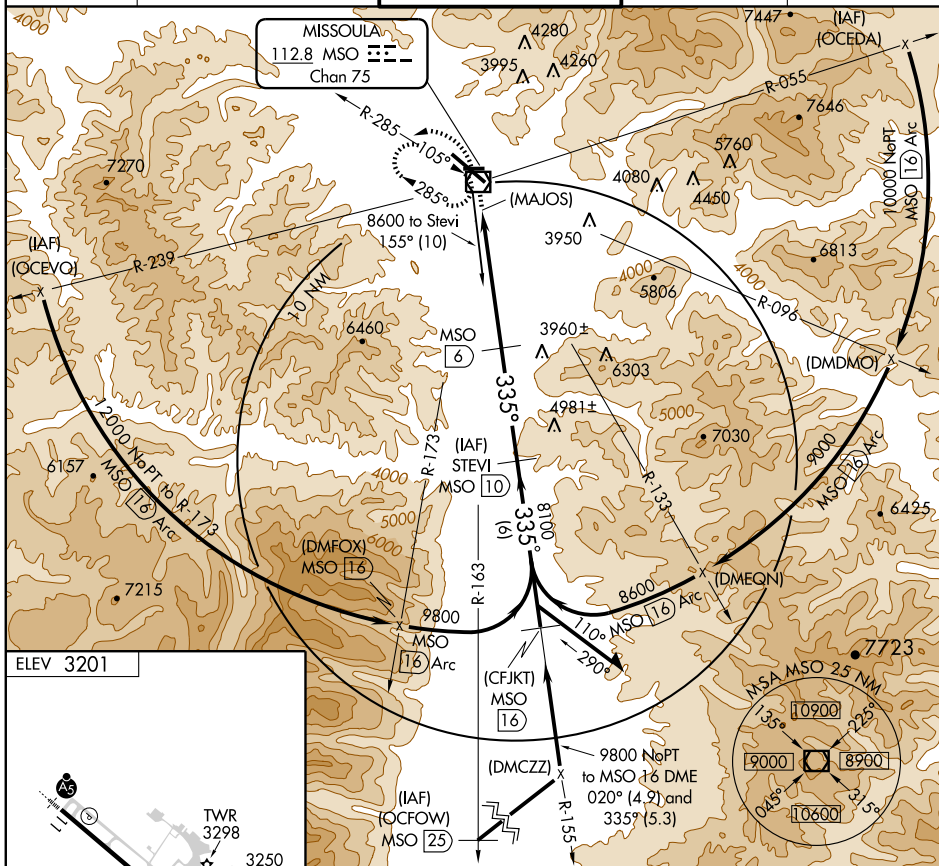 4000
MISSOULA
112.8 MSO
Chan 75
4280
3995
4260
7447
(IAF)
(OCEDA)
R-055
7646
R-285
105°
285°
7270
5760
4080
4450
10000 NoPT
MSO 16 Arc
(MAJOS)
8600 to Stevi
155° (10)
3950
(IAF)
(OCEVQ)
R-239
6813
4000
5806
4000
R-096
10 NM
6460
MSO
6
3960±
6303
(DMDMO)
335°
4981±
5000
7030
9000
MSO 16 Arc
12000 NoPT to R-173
MSO 16 Arc
6157
R-173
(IAF)
STEVI
MSO 10
R-133
4000
5000
6000
8100
335°
(6)
6425
(DMFOX)
MSO 16
(DMEQN)
7215
R-163
8600
MSO 16 Arc
9800
MSO
16 Arc
110°
290°
7723
ELEV 3201
(CFJKT)
MSO
16
MSA MSO 25 NM
135°
10900
225°
9000
8900
045°
10600
315°
9800 NoPT
to MSO 16 DME
020° (4.9) and
335° (5.3)
(DMCZZ)
R-155
(IAF)
(OCFOW)
MSO 25
A5
P
TWR
3298
3250